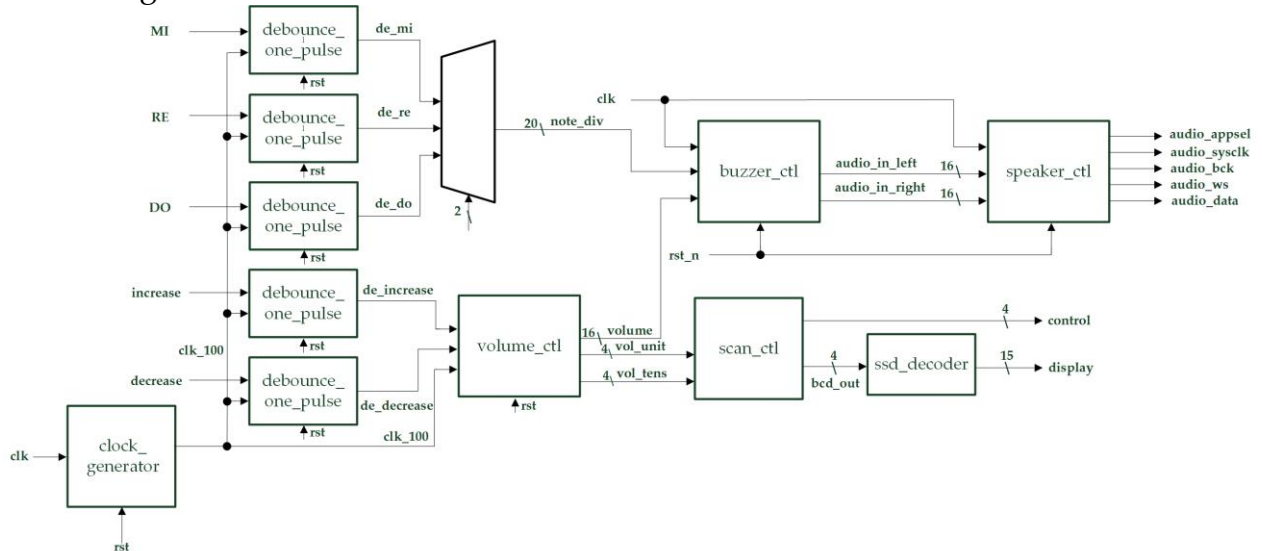 MI
debounce_
one_pulse
de_mi
rst
RE
debounce_
one_pulse
de_re
rst
DO
debounce_
one_pulse
de_do
rst
2
20
note_div
clk
buzzer_ctl
audio_in_left
16
audio_in_right
16
speaker_ctl
audio_appsel
audio_sysclk
audio_bck
audio_ws
audio_data
rst_n
increase
debounce_
one_pulse
de_increase
rst
clk_100
decrease
debounce_
one_pulse
de_decrease
rst
clk_100
volume_ctl
rst
16
volume
4
vol_unit
4
vol_tens
scan_ctl
4
control
4
bcd_out
ssd_decoder
15
display
clk
clock_
generator
rst